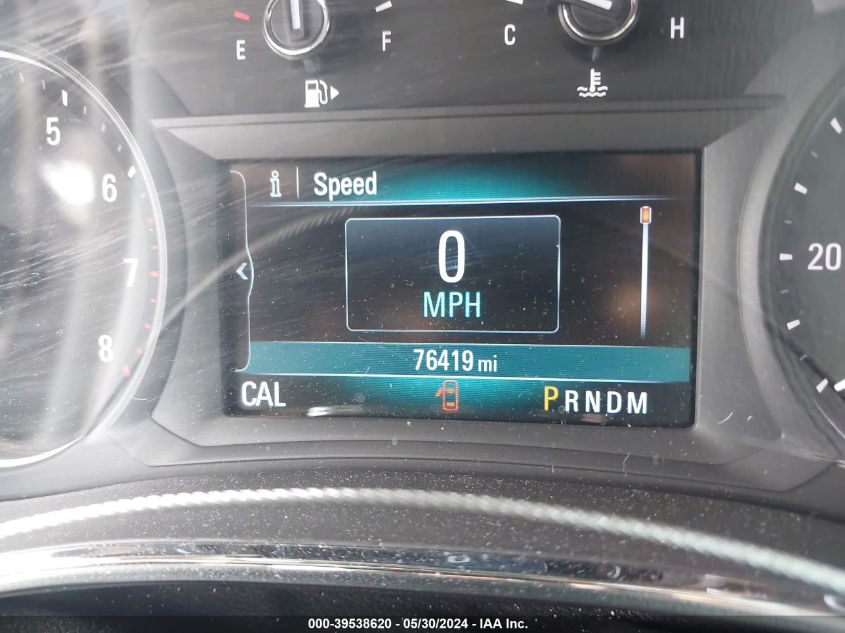 E F C H
5
6
7
8
i Speed
0
MPH
20
76419 mi
CAL PRNDM
000-39538620 - 05/30/2024 - IAA Inc.